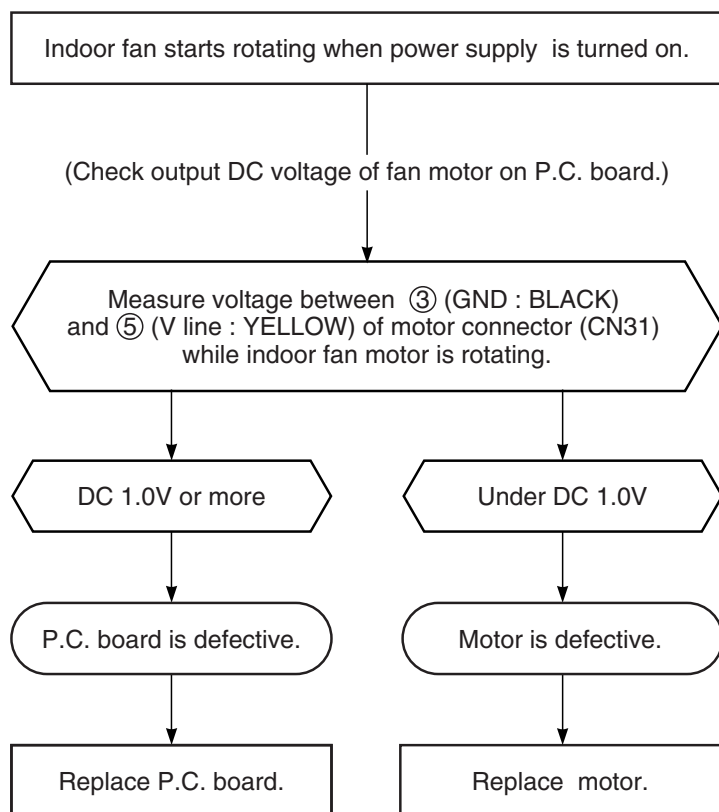 Indoor fan starts rotating when power supply is turned on.
(Check output DC voltage of fan motor on P.C. board.)
Measure voltage between ③ (GND : BLACK)
and ⑤ (V line : YELLOW) of motor connector (CN31)
while indoor fan motor is rotating.
DC 1.0V or more
Under DC 1.0V
P.C. board is defective.
Motor is defective.
Replace P.C. board.
Replace motor.